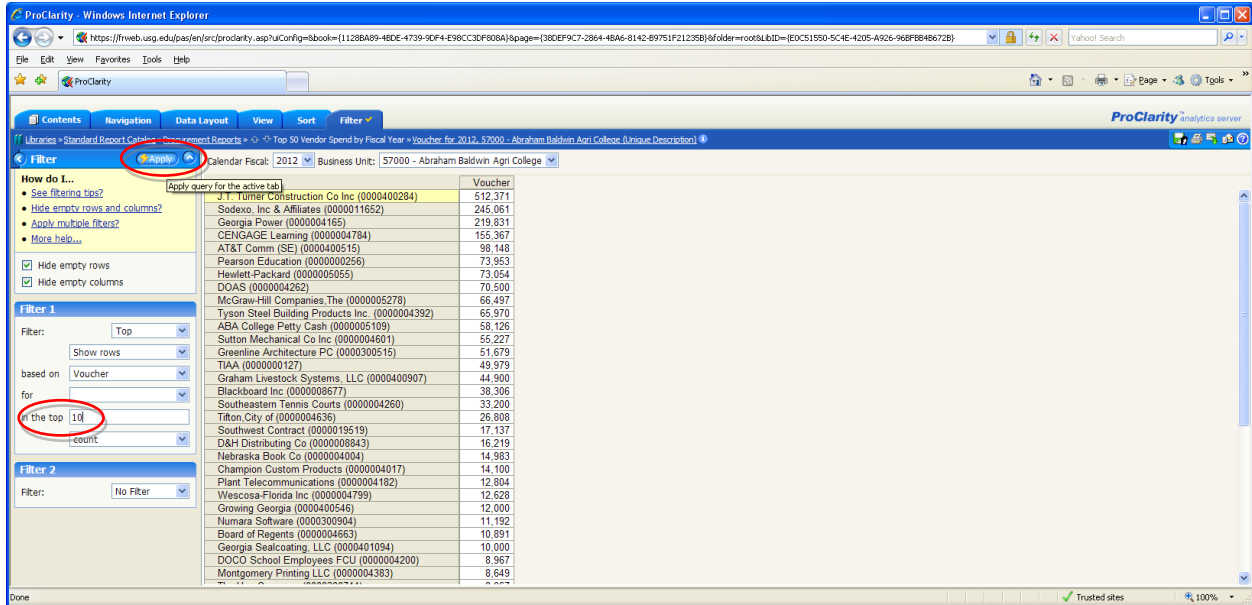 ProClarity - Windows Internet Explorer
https://frweb.usg.edu/pas/en/src/proclarity.asp?uiConfig=&book={1128BA89-4BDE-4739-9DF4-E98CC3DF808A}&page={38DEF9C7-2864-4BA6-8142-B9751F21235B}&folder=root&LibID={E0C51550-5C4E-4205-A926-96BFBB4B672B} Yahoo! Search
File Edit View Favorites Tools Help
ProClarity Page Tools
Contents Navigation Data Layout View Sort Filter ProClarity analytics server
Libraries » Standard Report Catalog » Procurement Reports » Top 50 Vendor Spend by Fiscal Year » Voucher for 2012, 57000 - Abraham Baldwin Agri College (Unique Description)
Filter Apply Calendar Fiscal: 2012 Business Unit: 57000 - Abraham Baldwin Agri College
How do I...
• See filtering tips?
• Hide empty rows and columns?
• Apply multiple filters?
• More help...
Apply query for the active tab
Hide empty rows
Hide empty columns
Filter 1
Filter: Top
Show rows
based on Voucher
for
in the top 10
count
Filter 2
Filter: No Filter
Voucher
J.T. Turner Construction Co Inc (0000400284) 512,371
Sodexo, Inc & Affiliates (0000011652) 245,061
Georgia Power (0000004165) 219,831
CENGAGE Learning (0000004784) 155,367
AT&T Comm (SE) (0000400515) 98,148
Pearson Education (0000000256) 73,953
Hewlett-Packard (0000005055) 73,054
DOAS (0000004262) 70,500
McGraw-Hill Companies,The (0000005278) 66,497
Tyson Steel Building Products Inc. (0000004392) 65,970
ABA College Petty Cash (0000005109) 58,126
Sutton Mechanical Co Inc (0000004601) 55,227
Greenline Architecture PC (0000300515) 51,679
TIAA (0000000127) 49,979
Graham Livestock Systems, LLC (0000400907) 44,900
Blackboard Inc (0000008677) 38,306
Southeastern Tennis Courts (0000004260) 33,200
Tifton,City of (0000004636) 26,808
Southwest Contract (0000019519) 17,137
D&H Distributing Co (0000008843) 16,219
Nebraska Book Co (0000004004) 14,983
Champion Custom Products (0000004017) 14,100
Plant Telecommunications (0000004182) 12,804
Wescosa-Florida Inc (0000004799) 12,628
Growing Georgia (0000400546) 12,000
Numara Software (0000300904) 11,192
Board of Regents (0000004663) 10,891
Georgia Sealcoating, LLC (0000401094) 10,000
DOCO School Employees FCU (0000004200) 8,967
Montgomery Printing LLC (0000004383) 8,649
Done Trusted sites 100%